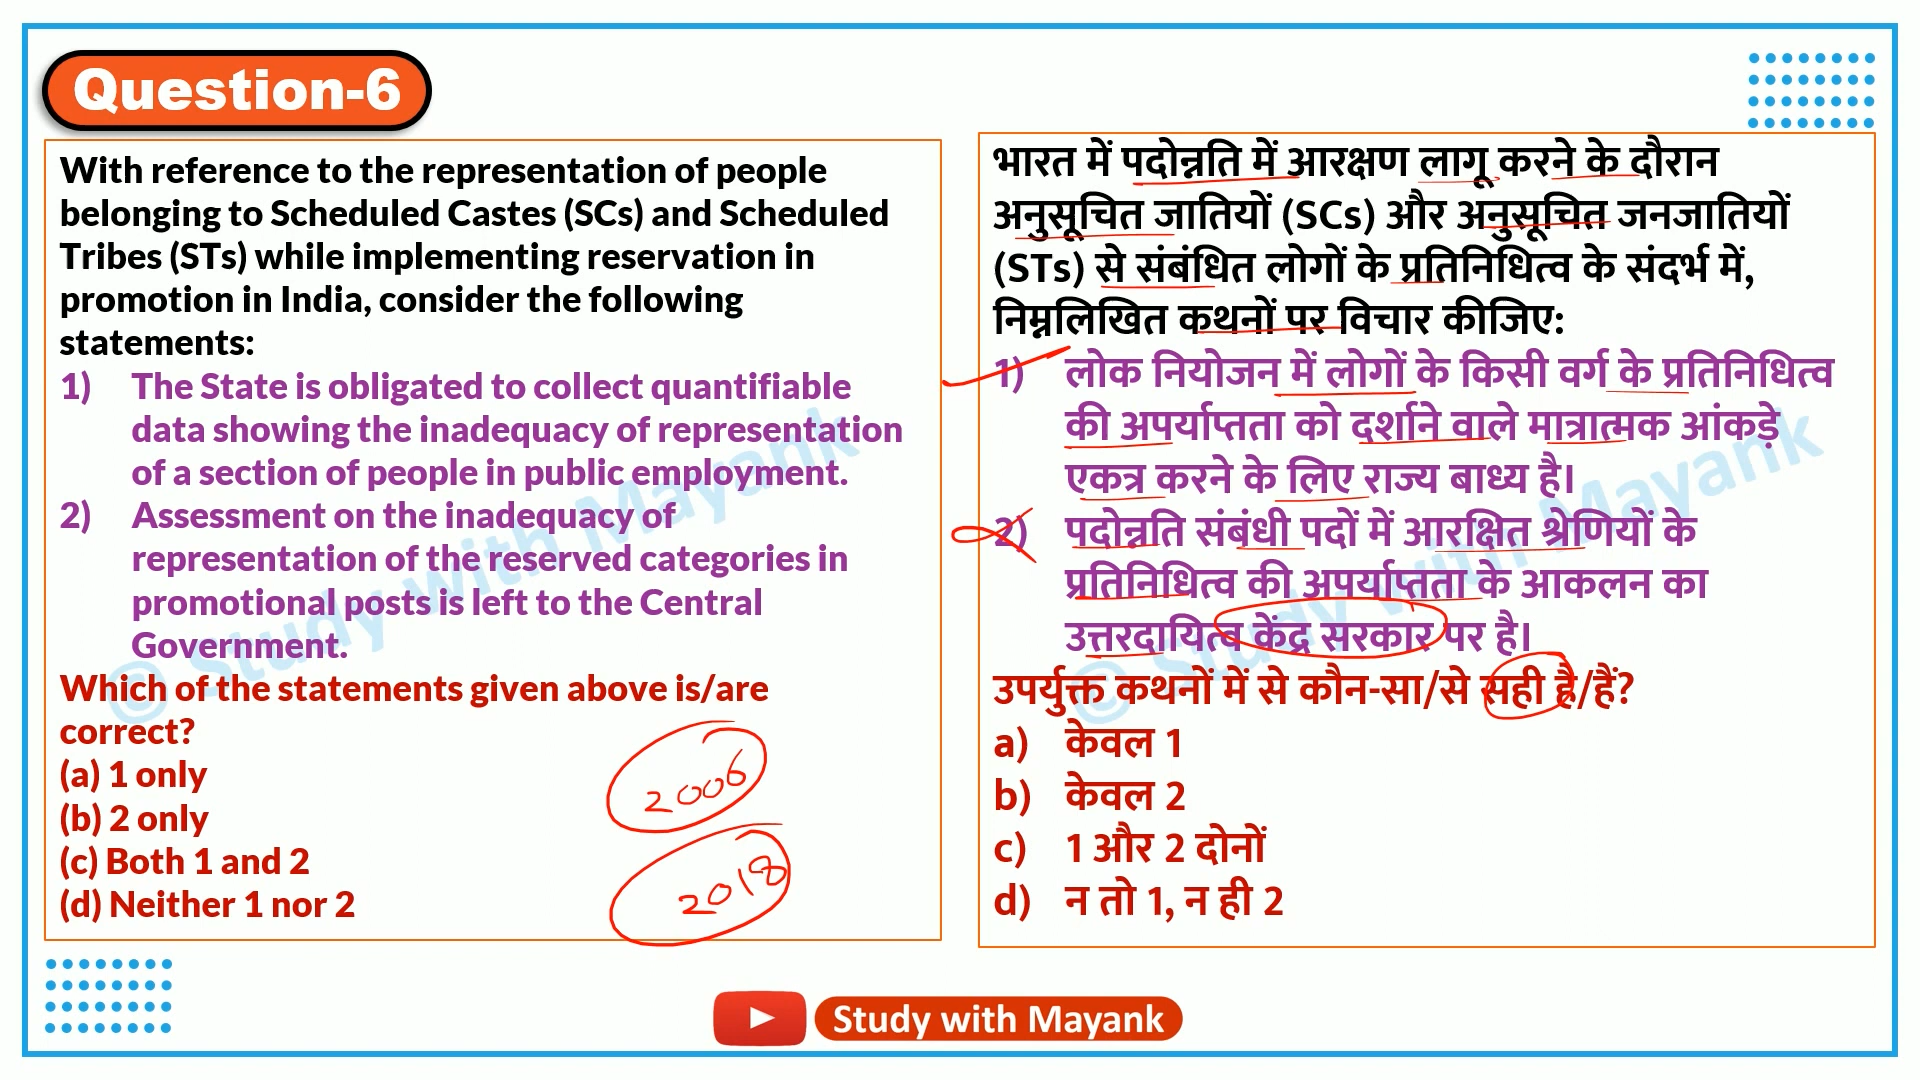 Question-6
With reference to the representation of people
belonging to Scheduled Castes (SCs) and Scheduled
Tribes (STs) while implementing reservation in
promotion in India, consider the following
statements:
1) The State is obligated to collect quantifiable
data showing the inadequacy of representation
of a section of people in public employment.
2) Assessment on the inadequacy of
representation of the reserved categories in
promotional posts is left to the Central
Government.
Which of the statements given above is/are
correct?
(a) 1 only
(b) 2 only
(c) Both 1 and 2
(d) Neither 1 nor 2
2006
2018
© Study with Mayank
भारत में पदोन्नति में आरक्षण लागू करने के दौरान
अनुसूचित जातियों (SCs) और अनुसूचित जनजातियों
(STs) से संबंधित लोगों के प्रतिनिधित्व के संदर्भ में,
निम्नलिखित कथनों पर विचार कीजिए:
1) लोक नियोजन में लोगों के किसी वर्ग के प्रतिनिधित्व
की अपर्याप्तता को दर्शाने वाले मात्रात्मक आंकड़े
एकत्र करने के लिए राज्य बाध्य है।
2) पदोन्नति संबंधी पदों में आरक्षित श्रेणियों के
प्रतिनिधित्व की अपर्याप्तता के आकलन का
उत्तरदायित्व केंद्र सरकार पर है।
उपर्युक्त कथनों में से कौन-सा/से सही है/हैं?
a) केवल 1
b) केवल 2
c) 1 और 2 दोनों
d) न तो 1, न ही 2
© Study with Mayank
Study with Mayank